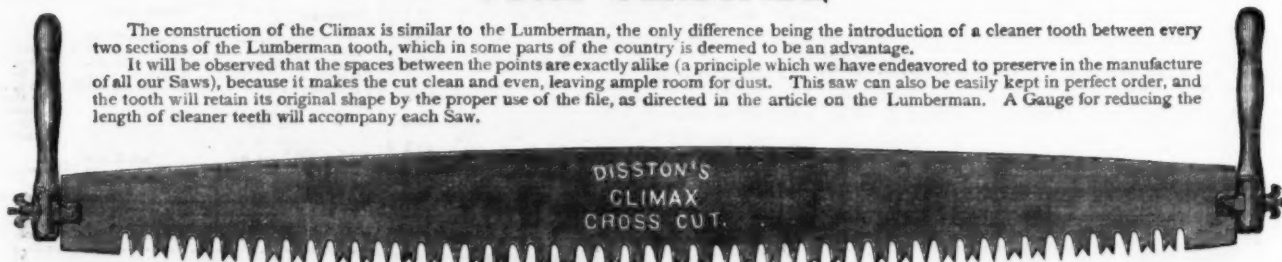 The construction of the Climax is similar to the Lumberman, the only difference being the introduction of a cleaner tooth between every
two sections of the Lumberman tooth, which in some parts of the country is deemed to be an advantage.
It will be observed that the spaces between the points are exactly alike (a principle which we have endeavored to preserve in the manufacture
of all our Saws), because it makes the cut clean and even, leaving ample room for dust. This saw can also be easily kept in perfect order, and
the tooth will retain its original shape by the proper use of the file, as directed in the article on the Lumberman. A Gauge for reducing the
length of cleaner teeth will accompany each Saw.
DISSTON'S
CLIMAX
CROSS CUT.